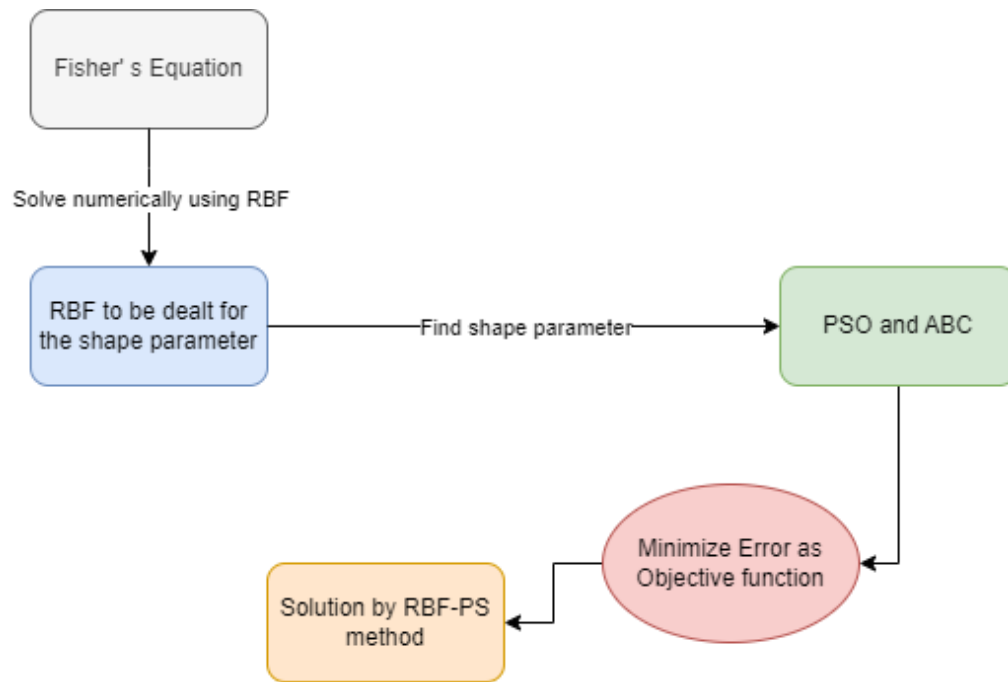 Fisher' s Equation
Solve numerically using RBF
RBF to be dealt for
the shape parameter
Find shape parameter
PSO and ABC
Minimize Error as
Objective function
Solution by RBF-PS
method